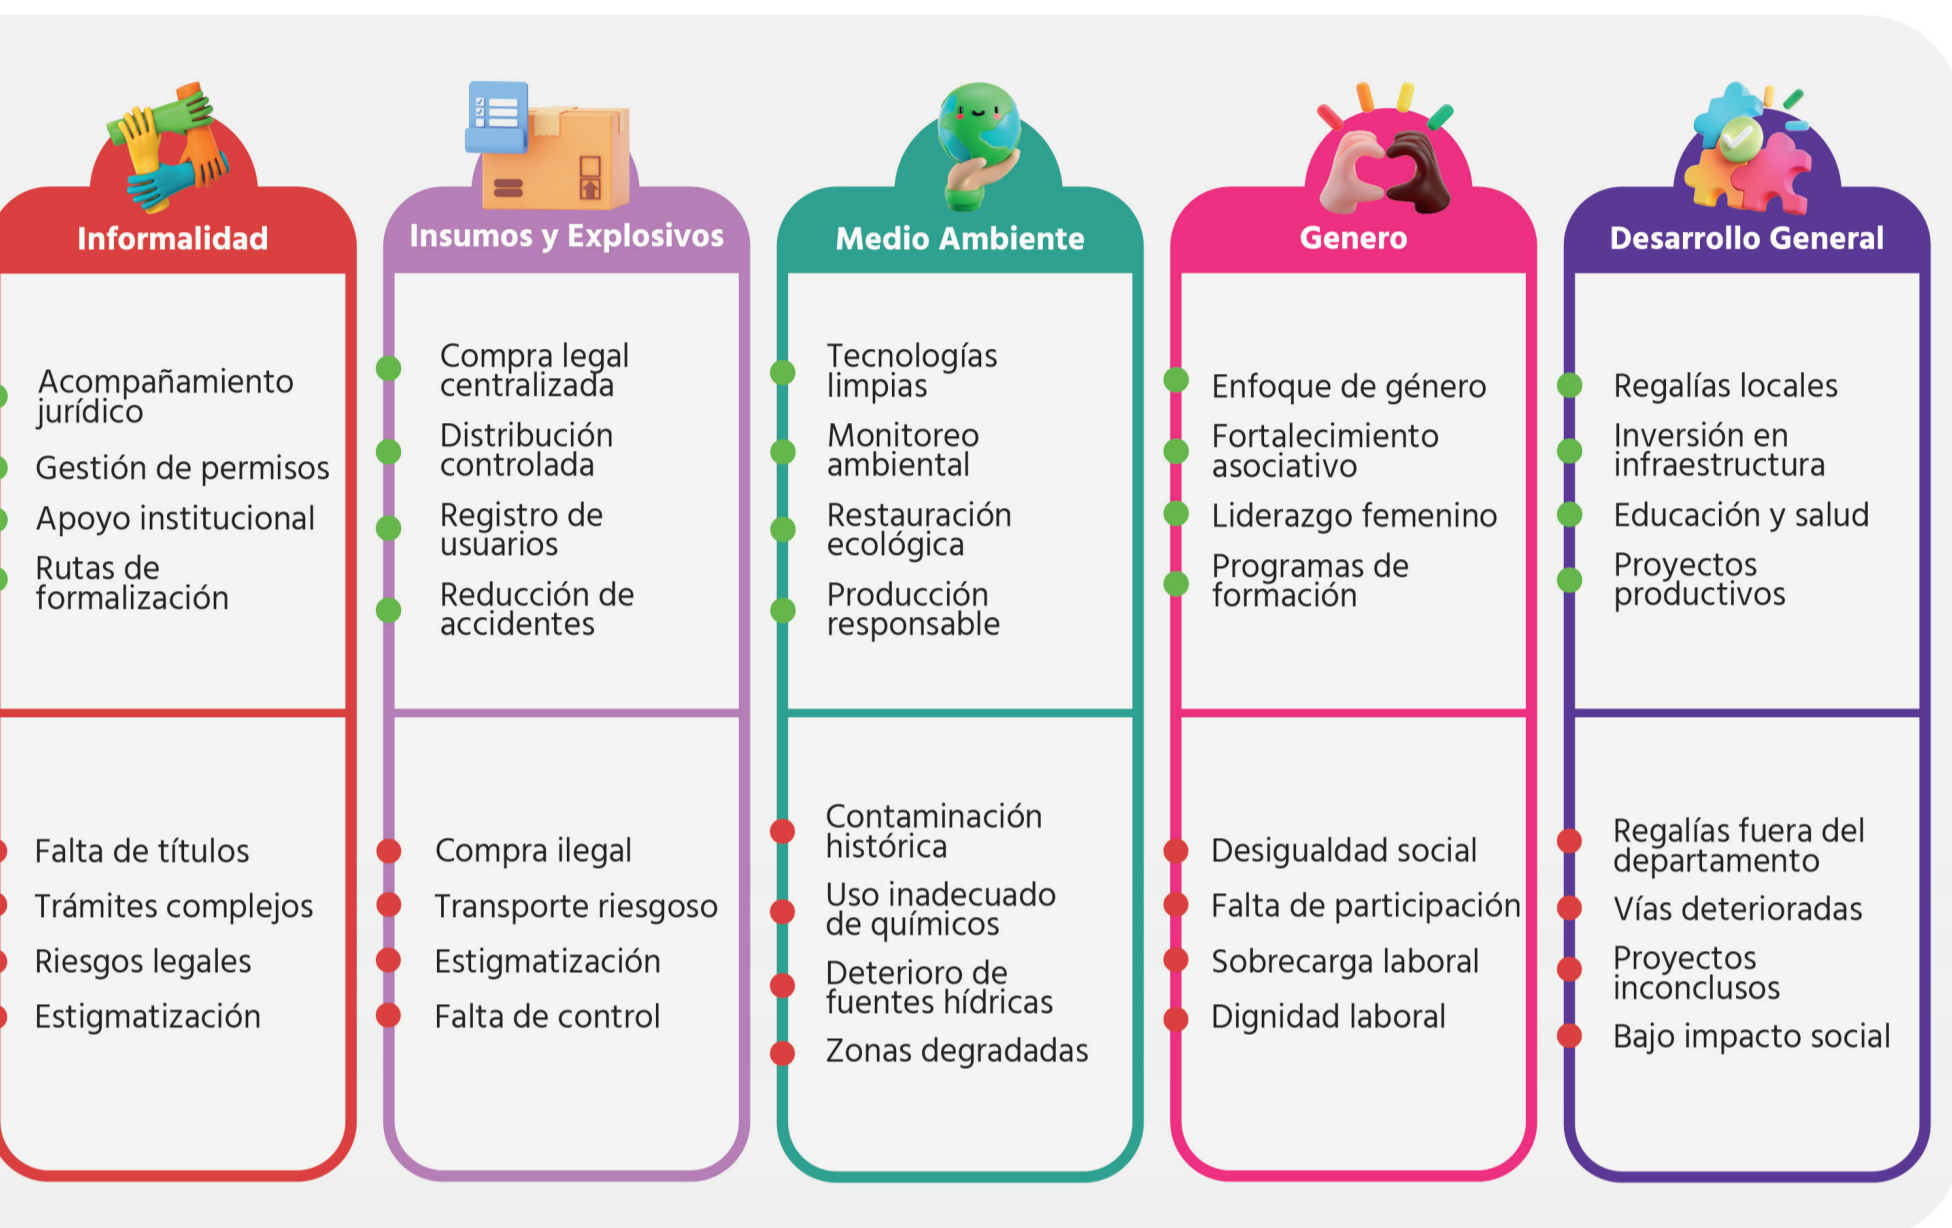 Informalidad
Acompañamiento
jurídico
Gestión de permisos
Apoyo institucional
Rutas de
formalización
Falta de títulos
Trámites complejos
Riesgos legales
Estigmatización
Insumos y Explosivos
Compra legal
centralizada
Distribución
controlada
Registro de
usuarios
Reducción de
accidentes
Compra ilegal
Transporte riesgoso
Estigmatización
Falta de control
Medio Ambiente
Tecnologías
limpias
Monitoreo
ambiental
Restauración
ecológica
Producción
responsable
Contaminación
histórica
Uso inadecuado
de químicos
Deterioro de
fuentes hídricas
Zonas degradadas
Genero
Enfoque de género
Fortalecimiento
asociativo
Liderazgo femenino
Programas de
formación
Desigualdad social
Falta de participación
Sobrecarga laboral
Dignidad laboral
Desarrollo General
Regalías locales
Inversión en
infraestructura
Educación y salud
Proyectos
productivos
Regalías fuera del
departamento
Vías deterioradas
Proyectos
inconclusos
Bajo impacto social